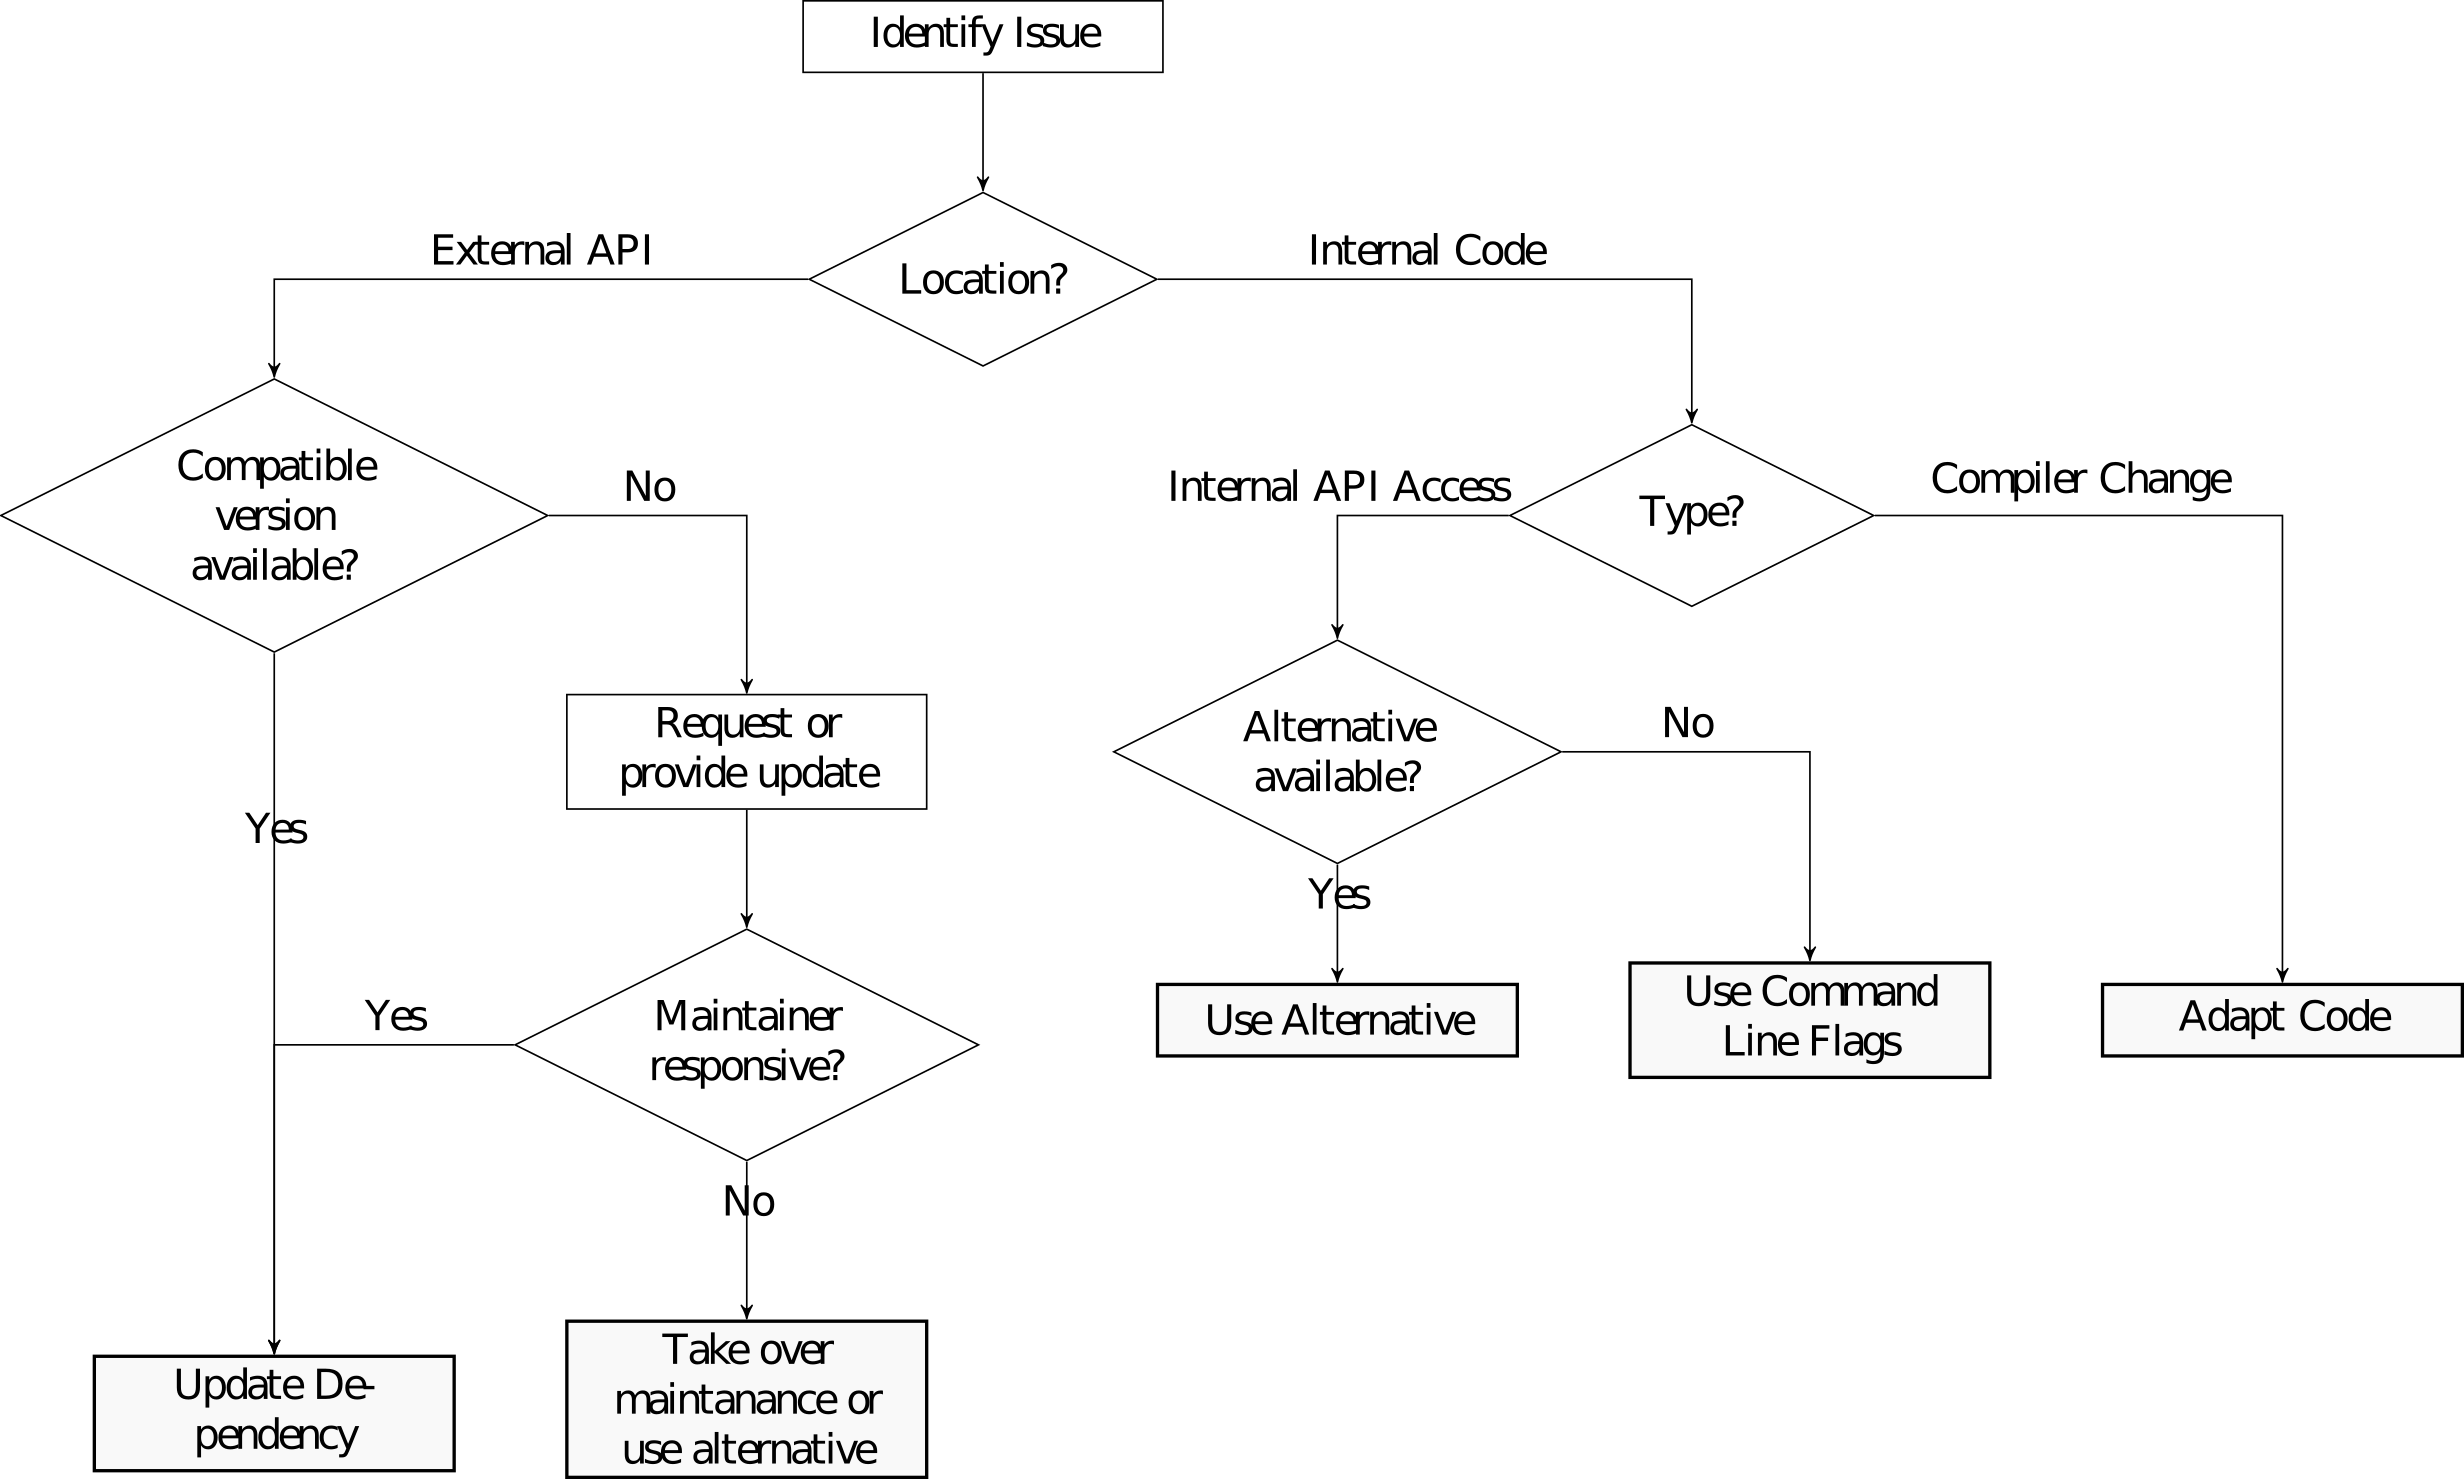 Identify Issue
External API
Location?
Internal Code
Compatible
version
available?
No
Internal API Access
Type?
Compiler Change
Request or
provide update
Alternative
available?
No
Yes
Yes
Yes
Maintainer
responsive?
Use Alternative
Use Command
Line Flags
Adapt Code
No
Update De-
pendency
Take over
maintanance or
use alternative